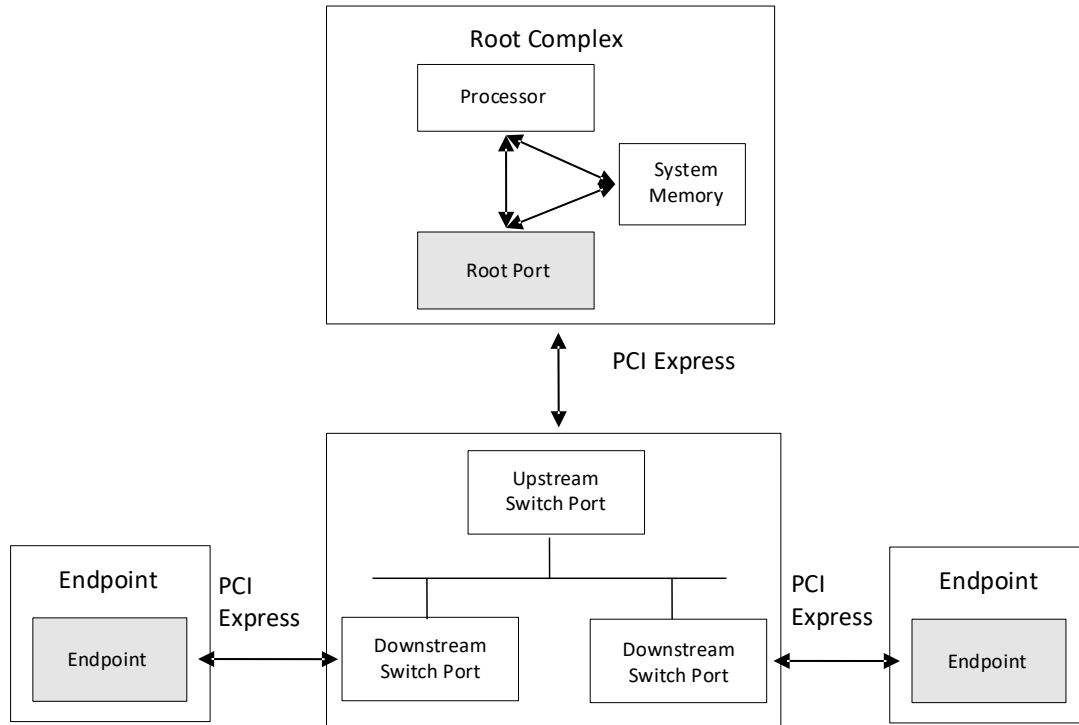 Root Complex
Processor
System
Memory
Root Port
PCI Express
Upstream
Switch Port
Endpoint
PCI
Express
Endpoint
Downstream
Switch Port
Downstream
Switch Port
PCI
Express
Endpoint
Endpoint